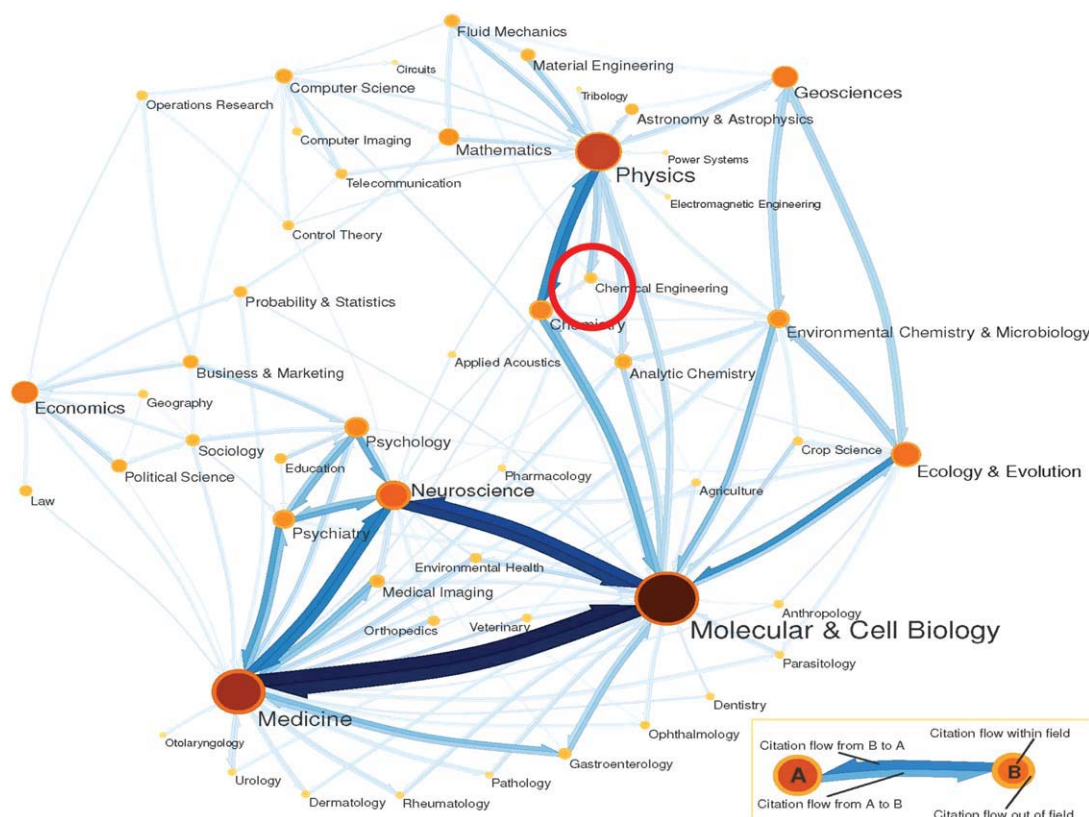 Fluid Mechanics
Circuits
Material Engineering
Computer Science
Tribology
Geosciences
Operations Research
Astronomy & Astrophysics
Computer Imaging
Mathematics
Physics
Power Systems
Telecommunication
Electromagnetic Engineering
Control Theory
Chemical Engineering
Probability & Statistics
Chemistry
Environmental Chemistry & Microbiology
Applied Acoustics
Analytic Chemistry
Business & Marketing
Economics
Geography
Psychology
Sociology
Crop Science
Education
Political Science
Pharmacology
Ecology & Evolution
Neuroscience
Agriculture
Law
Psychiatry
Environmental Health
Medical Imaging
Anthropology
Orthopedics
Veterinary
Molecular & Cell Biology
Parasitology
Medicine
Dentistry
Otolaryngology
Ophthalmology
Gastroenterology
Urology
Pathology
Dermatology
Rheumatology
Citation flow from B to A
Citation flow within field
A
B
Citation flow from A to B
Citation flow out of field